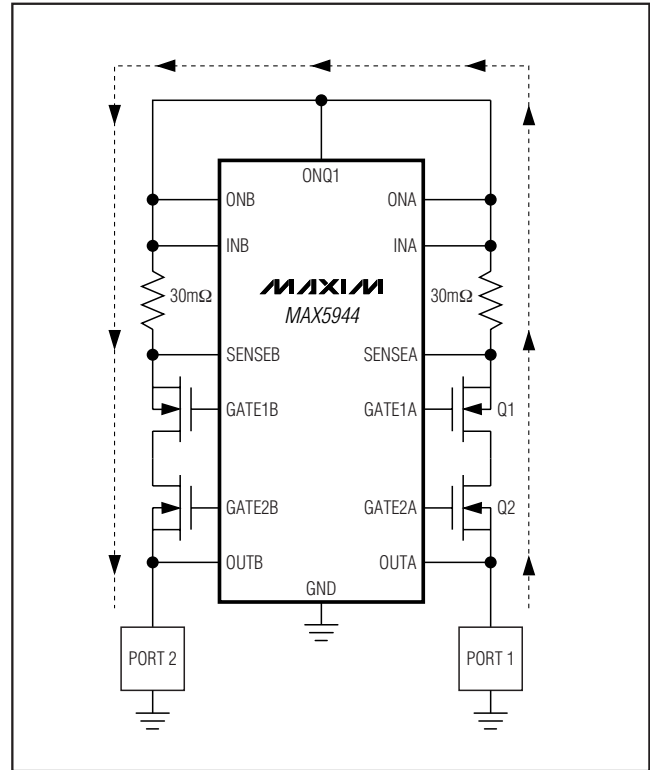 ONQ1
ONB
ONA
INB
INA
30mΩ
MAXIM
30mΩ
MAX5944
SENSEB
SENSEA
GATE1B
GATE1A
Q1
GATE2B
GATE2A
Q2
OUTB
OUTA
GND
PORT 2
PORT 1